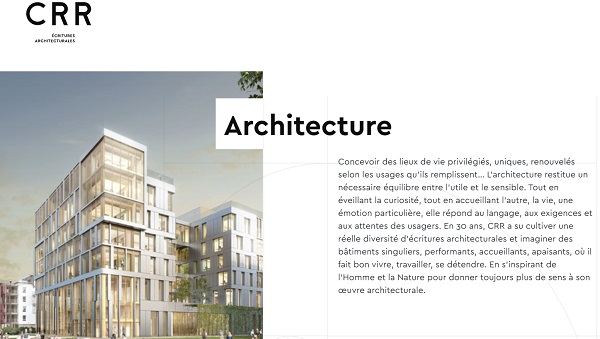 CRR
ÉCRITURES
ARCHITECTURALES
Architecture
Concevoir des lieux de vie privilégiés, uniques, renouvelés
selon les usages qu'ils remplissent... L'architecture restitue un
nécessaire équilibre entre l'utile et le sensible. Tout en
éveillant la curiosité, tout en accueillant l'autre, la vie, une
émotion particulière, elle répond au langage, aux exigences et
aux attentes des usagers. En 30 ans, CRR a su cultiver une
réelle diversité d'écritures architecturales et imaginer des
bâtiments singuliers, performants, accueillants, apaisants, où il
fait bon vivre, travailler, se détendre. En s'inspirant de
l'Homme et la Nature pour donner toujours plus de sens à son
œuvre architecturale.